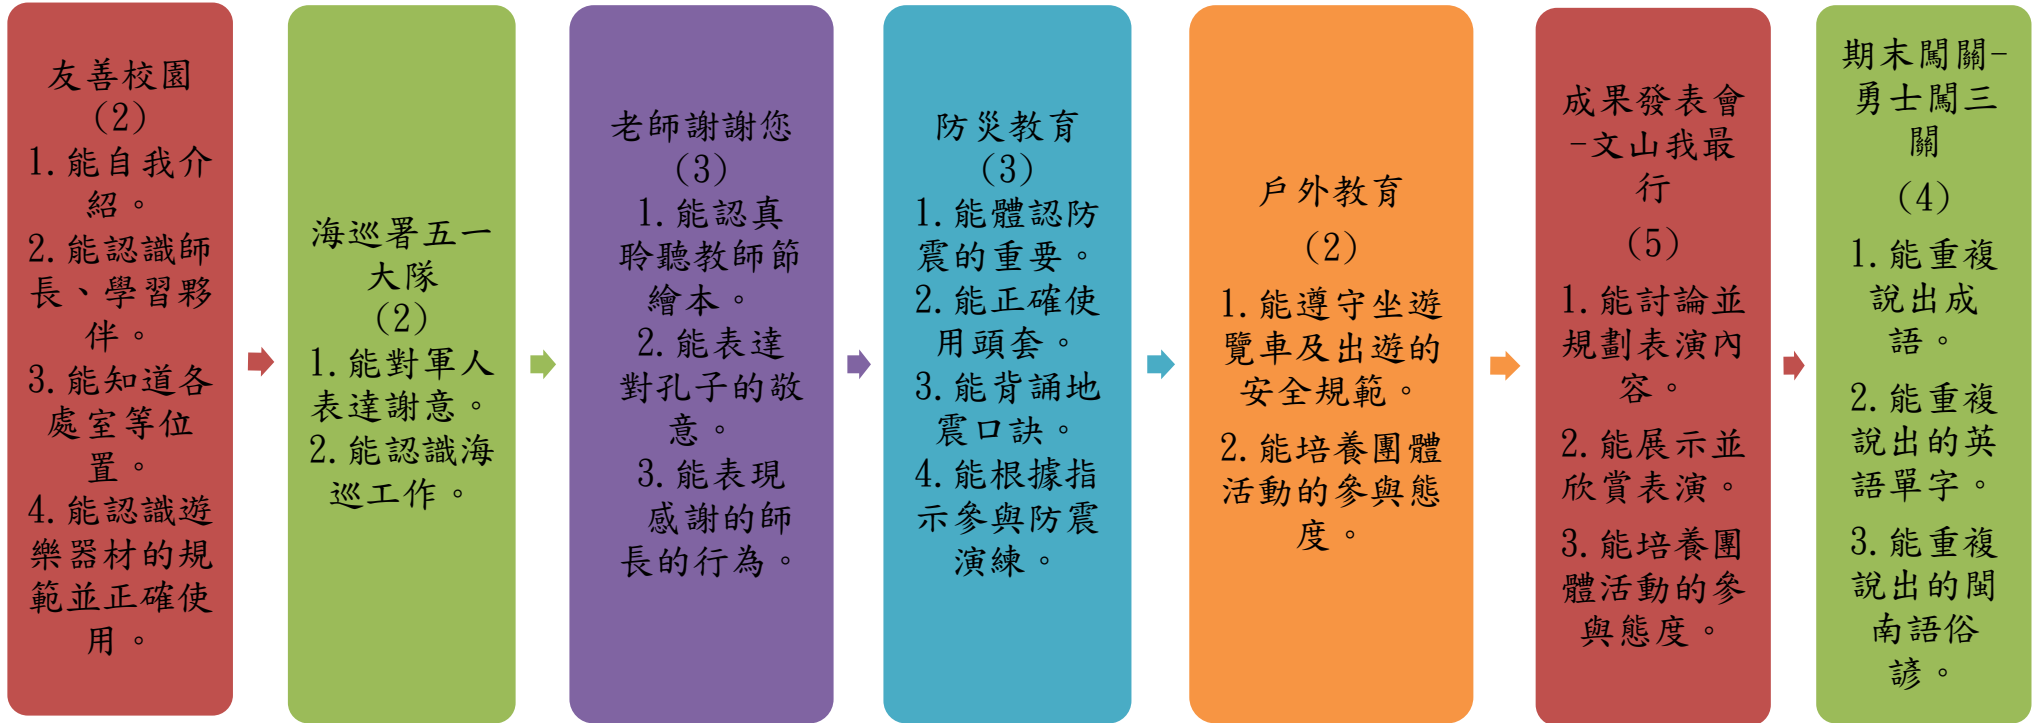 友善校園
(2)
1.能自我介
紹。
2.能認識師
長、學習夥
伴。
3.能知道各
處室等位
置。
4.能認識遊
樂器材的規
範並正確使
用。
海巡署五一
大隊
(2)
1.能對軍人
表達謝意。
2.能認識海
巡工作。
老師謝謝您
(3)
1.能認真
聆聽教師節
繪本。
2.能表達
對孔子的敬
意。
3.能表現
感謝的師
長的行為。
防災教育
(3)
1.能體認防
震的重要。
2.能正確使
用頭套。
3.能背誦地
震口訣。
4.能根據指
示參與防震
演練。
戶外教育
(2)
1.能遵守坐遊
覽車及出遊的
安全規範。
2.能培養團體
活動的參與態
度。
成果發表會
-文山我最
行
(5)
1.能討論並
規劃表演內
容。
2.能展示並
欣賞表演。
3.能培養團
體活動的參
與態度。
期末闖關-
勇士闖三
關
(4)
1.能重複
說出成
語。
2.能重複
說出的英
語單字。
3.能重複
說出的閩
南語俗
諺。